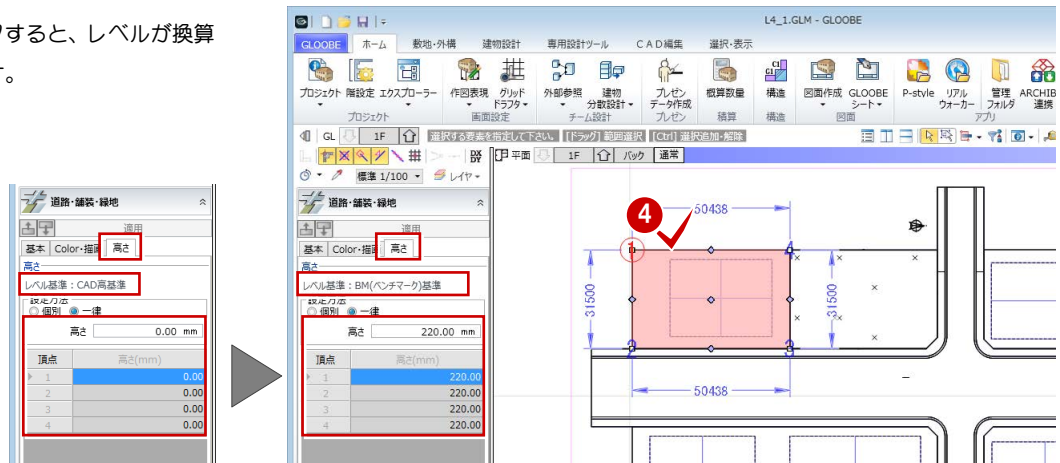 すると、レベルが換算
す。
L4_1.GLM - GLOOBE
GLOOBE ホーム 敷地・外構 建物設計 専用設計ツール CAD編集 選択・表示
プロジェクト 階設定 エクスプローラー 作図表現 グリッドドラフタ 外部参照 建物分散設計 プレゼンデータ作成 概算数量 構造 図面作成 GLOOBEシート P-style リアルウォーカー 管理フォルダ ARCHIB連携
プロジェクト 画面設定 チーム設計 プレゼン 積算 構造 図面 アプリ
GL 1F 選択する要素を指定して下さい。 [ドラッグ] 範囲選択 [Ctrl] 選択追加・解除
平面 1F バック 通常
標準 1/100 レイヤ
道路・舗装・緑地
適用
基本 Color・描画 高さ
高さ
レベル基準 : CAD高基準
設定方法
個別 一律
高さ 0.00 mm
頂点 高さ(mm)
1 0.00
2 0.00
3 0.00
4 0.00
道路・舗装・緑地
適用
基本 Color・描画 高さ
高さ
レベル基準 : BM(ベンチマーク)基準
設定方法
個別 一律
高さ 220.00 mm
頂点 高さ(mm)
1 220.00
2 220.00
3 220.00
4 220.00
4
50438
1 4
31500
31500
2 3
50438